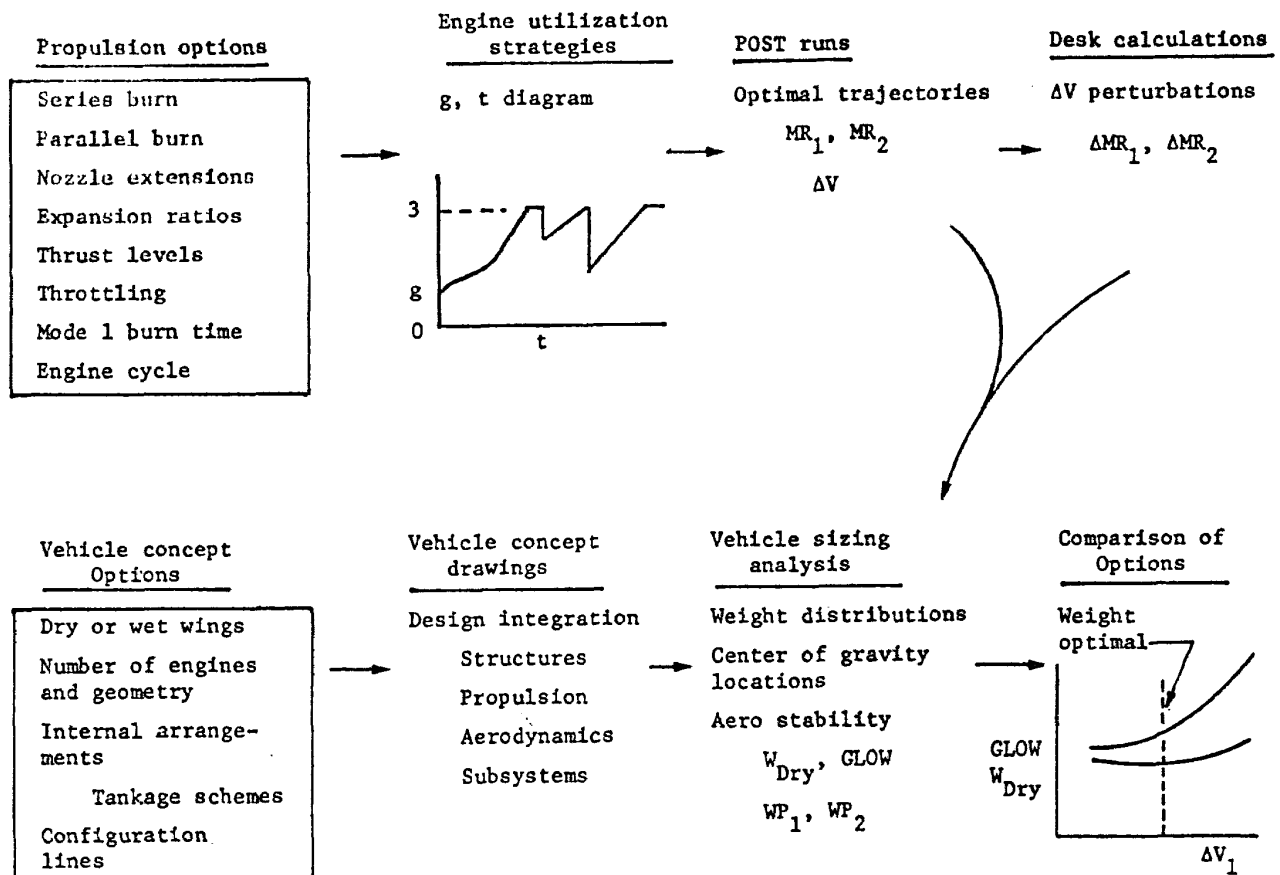 Propulsion options
Series burn
Parallel burn
Nozzle extensions
Expansion ratios
Thrust levels
Throttling
Mode 1 burn time
Engine cycle
Engine utilization
strategies
g, t diagram
3
g
0
t
POST runs
Optimal trajectories
MR1, MR2
ΔV
Desk calculations
ΔV perturbations
ΔMR1, ΔMR2
Vehicle concept
Options
Dry or wet wings
Number of engines
and geometry
Internal arrange-
ments
Tankage schemes
Configuration
lines
Vehicle concept
drawings
Design integration
Structures
Propulsion
Aerodynamics
Subsystems
Vehicle sizing
analysis
Weight distributions
Center of gravity
locations
Aero stability
WDry, GLOW
WP1, WP2
Comparison of
Options
Weight
optimal
GLOW
WDry
ΔV1